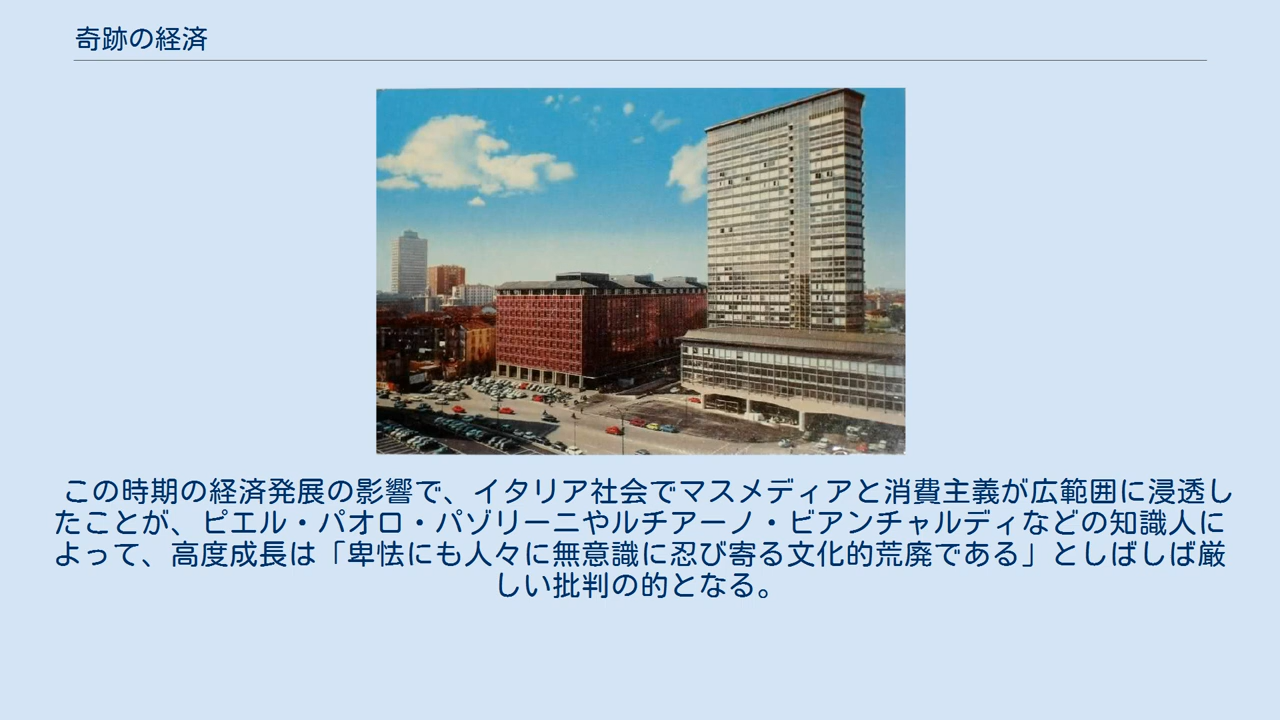 奇跡の経済
この時期の経済発展の影響で、イタリア社会でマスメディアと消費主義が広範囲に浸透し
たことが、ピエル・パオロ・パゾリーニやルチアーノ・ビアンチャルディなどの知識人に
よって、高度成長は「卑怯にも人々に無意識に忍び寄る文化的荒廃である」としばしば厳
しい批判の的となる。